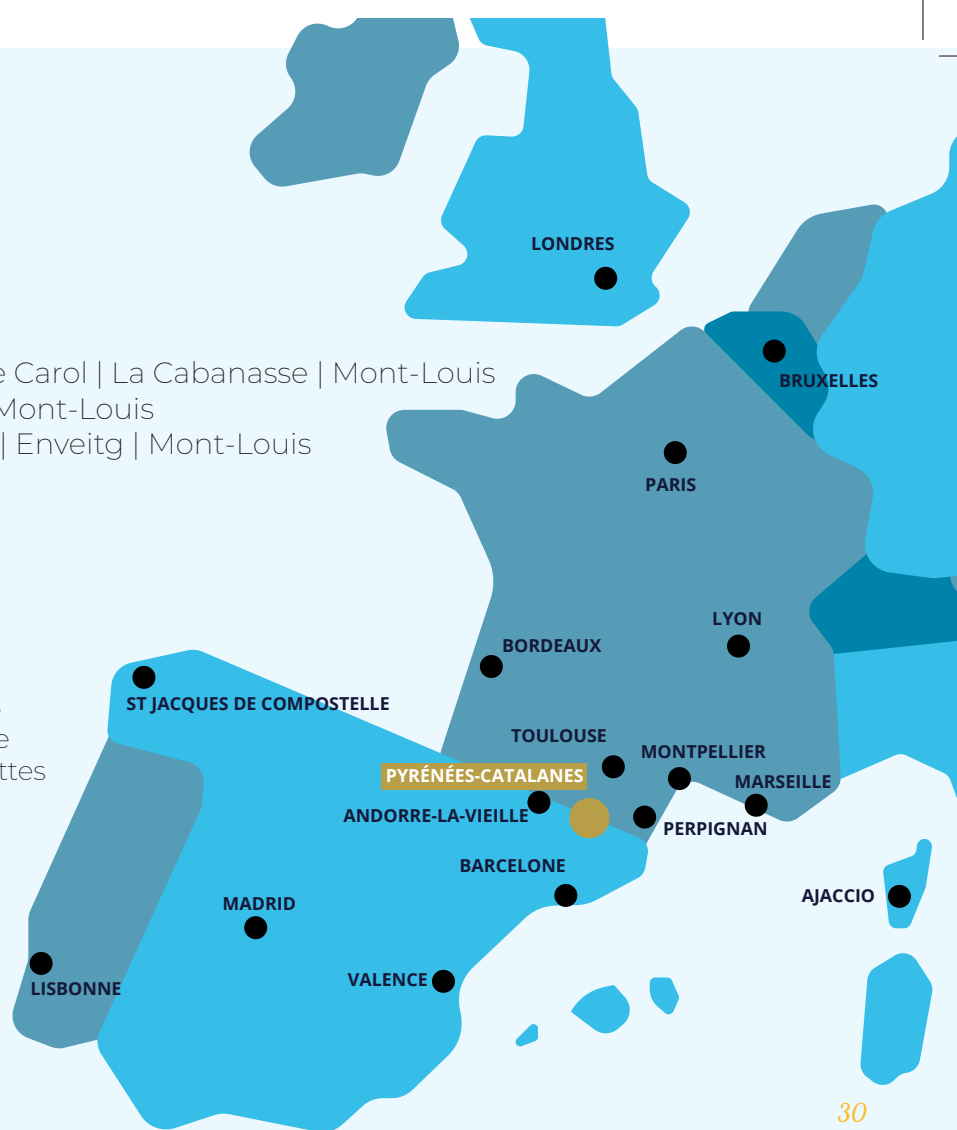 LONDRES
e Carol | La Cabanasse | Mont-Louis
Mont-Louis
| Enveitg | Mont-Louis
BRUXELLES
PARIS
LYON
BORDEAUX
ST JACQUES DE COMPOSTELLE
e
ttes
TOULOUSE
MONTPELLIER
PYRÉNÉES-CATALANES
MARSEILLE
ANDORRE-LA-VIEILLE
PERPIGNAN
BARCELONE
AJACCIO
MADRID
VALENCE
LISBONNE
30